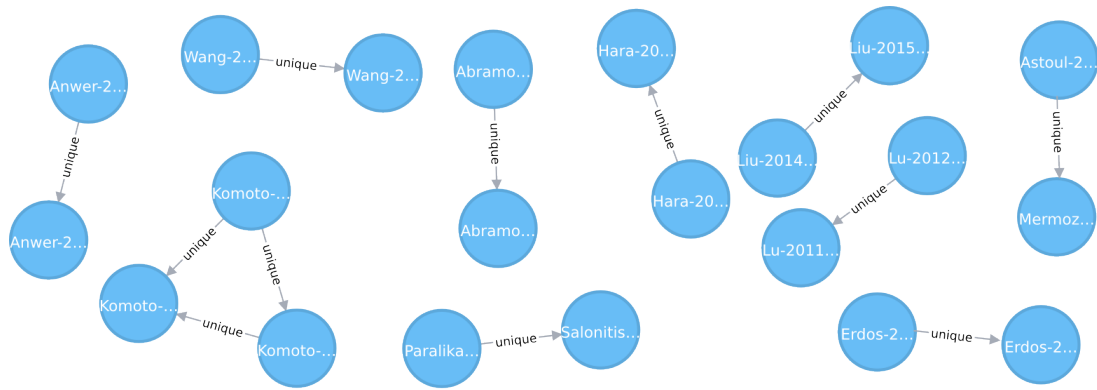 Anwer-2…
unique
Anwer-2…
Wang-2…
unique
Wang-2…
Komoto-…
unique
unique
Komoto-…
unique
Komoto-…
Abramo…
unique
Abramo…
Paralika…
unique
Salonitis…
Hara-20…
unique
Hara-20…
Liu-2015…
unique
Liu-2014…
Lu-2012…
unique
Lu-2011…
Astoul-2…
unique
Mermoz…
Erdos-2…
unique
Erdos-2…